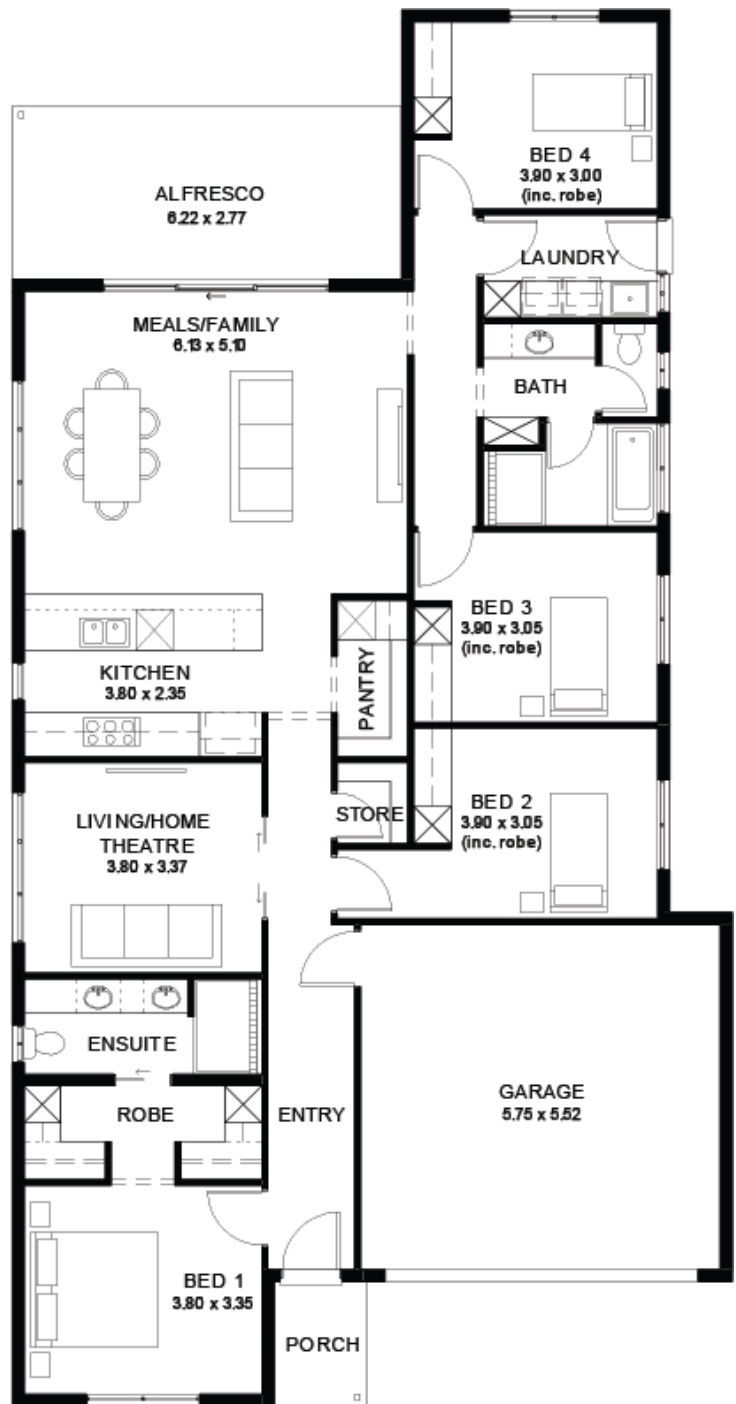 BED 4
3.90 x 3.00
(inc. robe)
ALFRESCO
6.22 x 2.77
LAUNDRY
MEALS/FAMILY
6.13 x 5.10
BATH
BED 3
3.90 x 3.05
(inc. robe)
KITCHEN
3.80 x 2.35
PANTRY
LIVING/HOME
THEATRE
3.80 x 3.37
STORE
BED 2
3.90 x 3.05
(inc. robe)
ENSUITE
ROBE
ENTRY
GARAGE
5.75 x 5.52
BED 1
3.80 x 3.35
PORCH